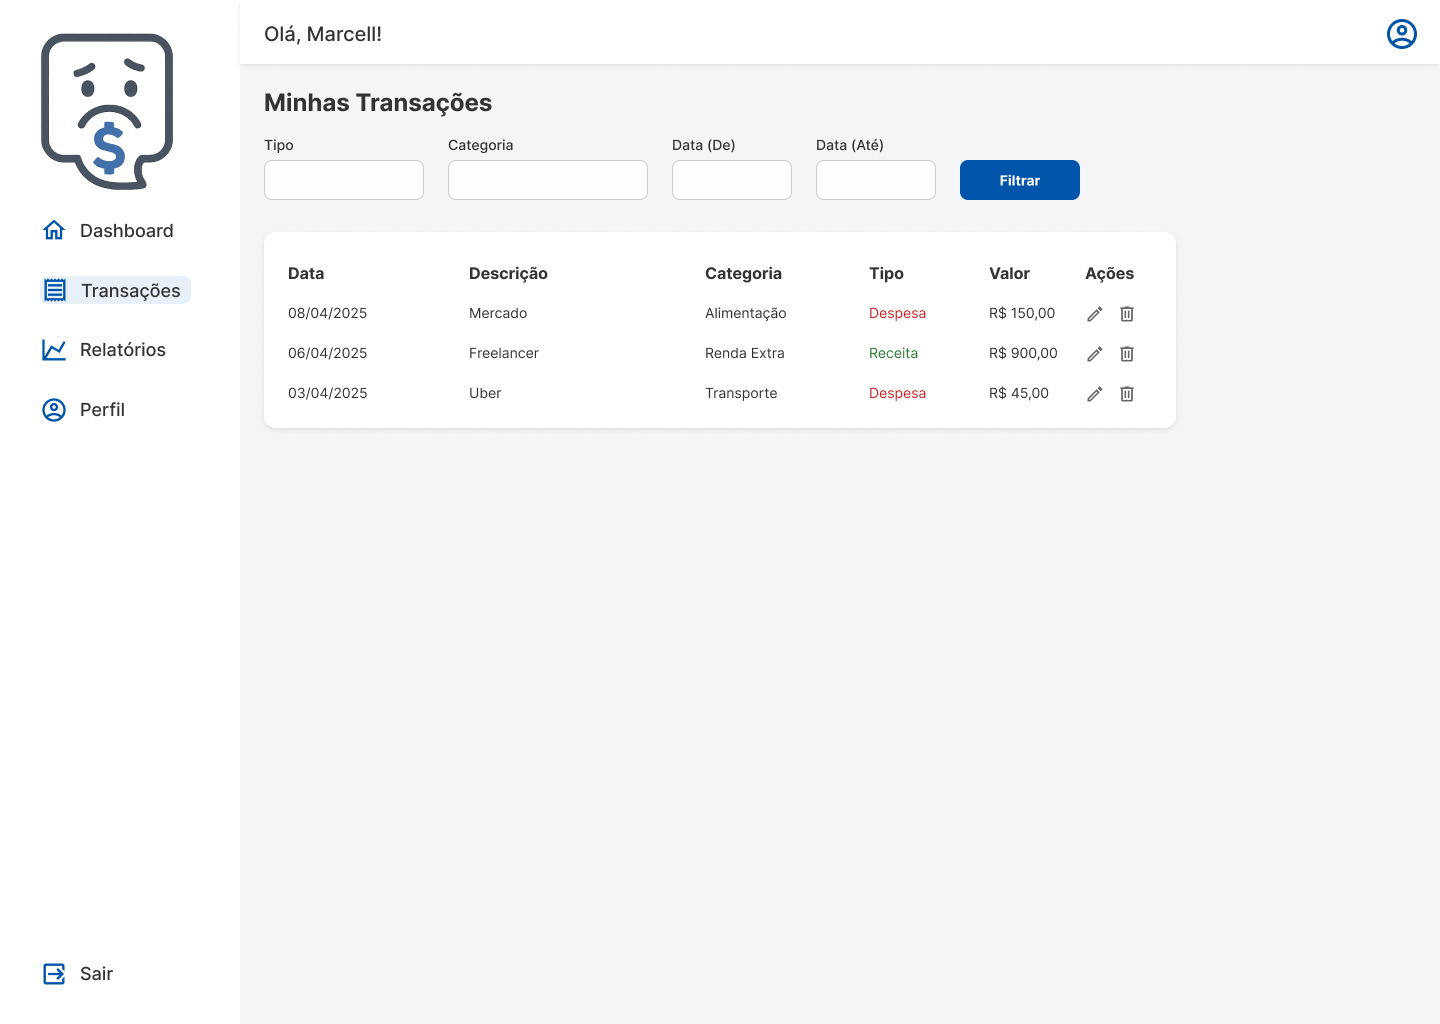 Olá, Marcell!
$
Dashboard
Transações
Relatórios
Perfil
Sair
Minhas Transações
Tipo Categoria Data (De) Data (Até)
Filtrar
Data Descrição Categoria Tipo Valor Ações
08/04/2025 Mercado Alimentação Despesa R$ 150,00
06/04/2025 Freelancer Renda Extra Receita R$ 900,00
03/04/2025 Uber Transporte Despesa R$ 45,00